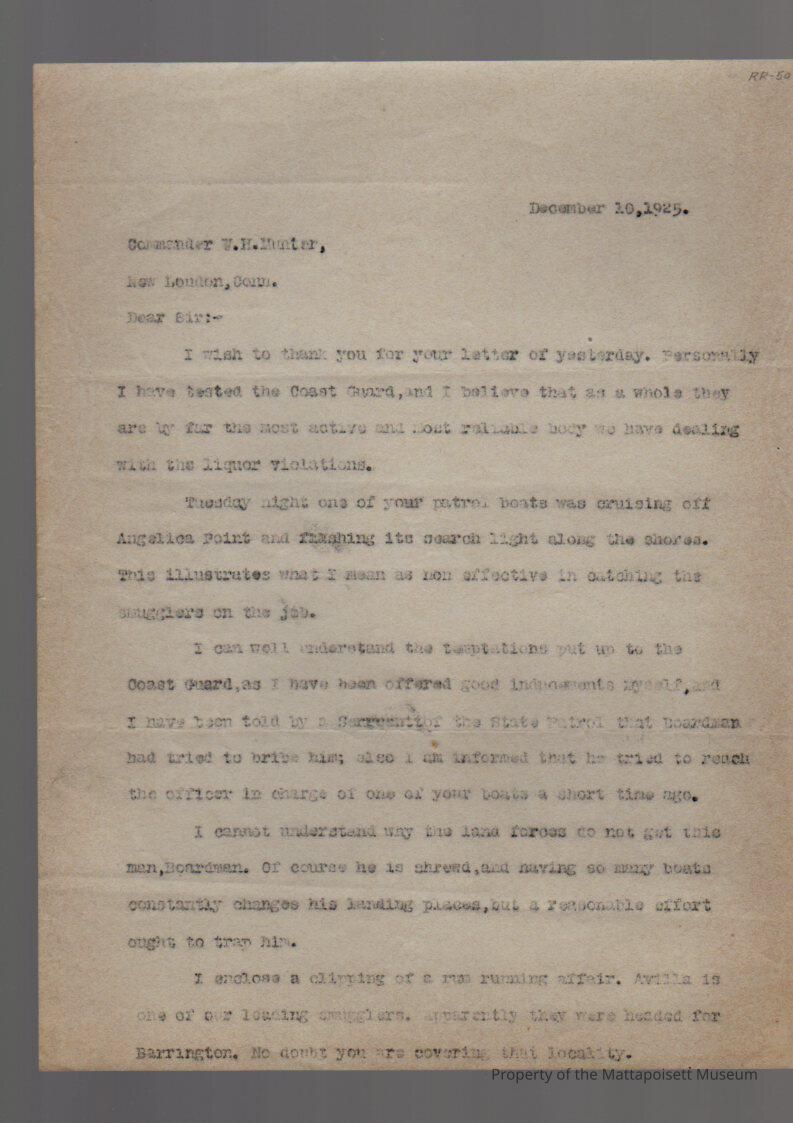 RR-50
December 10,1925.
Commander W.H.Munter,
New London,Conn.
Dear Sir:-
I wish to thank you for your letter of yesterday. Personally
I have tested the Coast Guard,and I believe that as a whole they
are by far the most active and most reliable body we have dealing
with the liquor violations.
Tuesday night one of your patrol boats was cruising off
Angelica Point and flashing its search light along the shores.
This illustrates what I mean as non effective in catching the
smugglers on the job.
I can well understand the temptations put up to the
Coast Guard,as I have been offered good inducements myself,and
I have been told by a Sergeant of the State Patrol that Boardman
had tried to bribe him; also I am informed that he tried to reach
the officer in charge of one of your boats a short time ago.
I cannot understand why the land forces do not get this
man,Boardman. Of course he is shrewd,and having so many boats
constantly changes his landing places,but a reasonable effort
ought to trap him.
I enclose a clipping of a rum running affair. Avilla is
one of our leading smugglers. Apparently they were headed for
Barrington. No doubt you are covering that locality.
Property of the Mattapoisett Museum